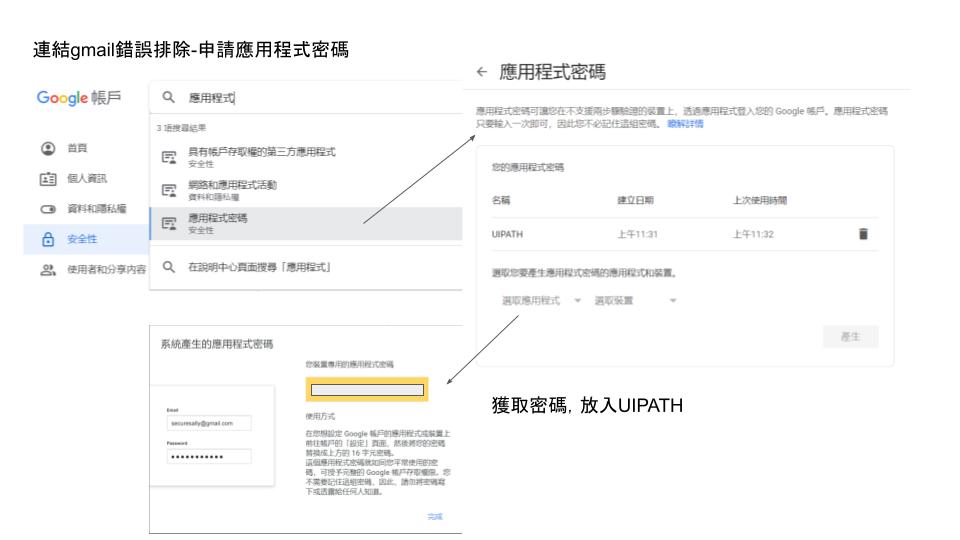 連結gmail錯誤排除-申請應用程式密碼
Google 帳戶
首頁
個人資訊
資料和隱私權
安全性
使用者和分享內容
應用程式
3 項搜尋結果
具有帳戶存取權的第三方應用程式
安全性
網路和應用程式活動
資料和隱私權
應用程式密碼
安全性
在說明中心頁面搜尋「應用程式」
← 應用程式密碼
應用程式密碼可讓您在不支援兩步驟驗證的裝置上，透過應用程式登入您的 Google 帳戶。應用程式密碼
只要輸入一次即可，因此您不必記住這組密碼。 瞭解詳情
您的應用程式密碼
名稱 建立日期 上次使用時間
UIPATH 上午11:31 上午11:32
選取您要產生應用程式密碼的應用程式和裝置。
選取應用程式 選取裝置
產生
系統產生的應用程式密碼
您裝置專用的應用程式密碼
Email
securesally@gmail.com
Password
•••••••••••
使用方式
在您想設定 Google 帳戶的應用程式或裝置上
前往帳戶的「設定」頁面，然後將您的密碼
替換成上方的 16 字元密碼。
這個應用程式密碼就如同您平常使用的密
碼，可授予完整的 Google 帳戶存取權限。您
不需要記住這組密碼，因此，請勿將密碼寫
下或透露給任何人知道。
完成
獲取密碼, 放入UIPATH